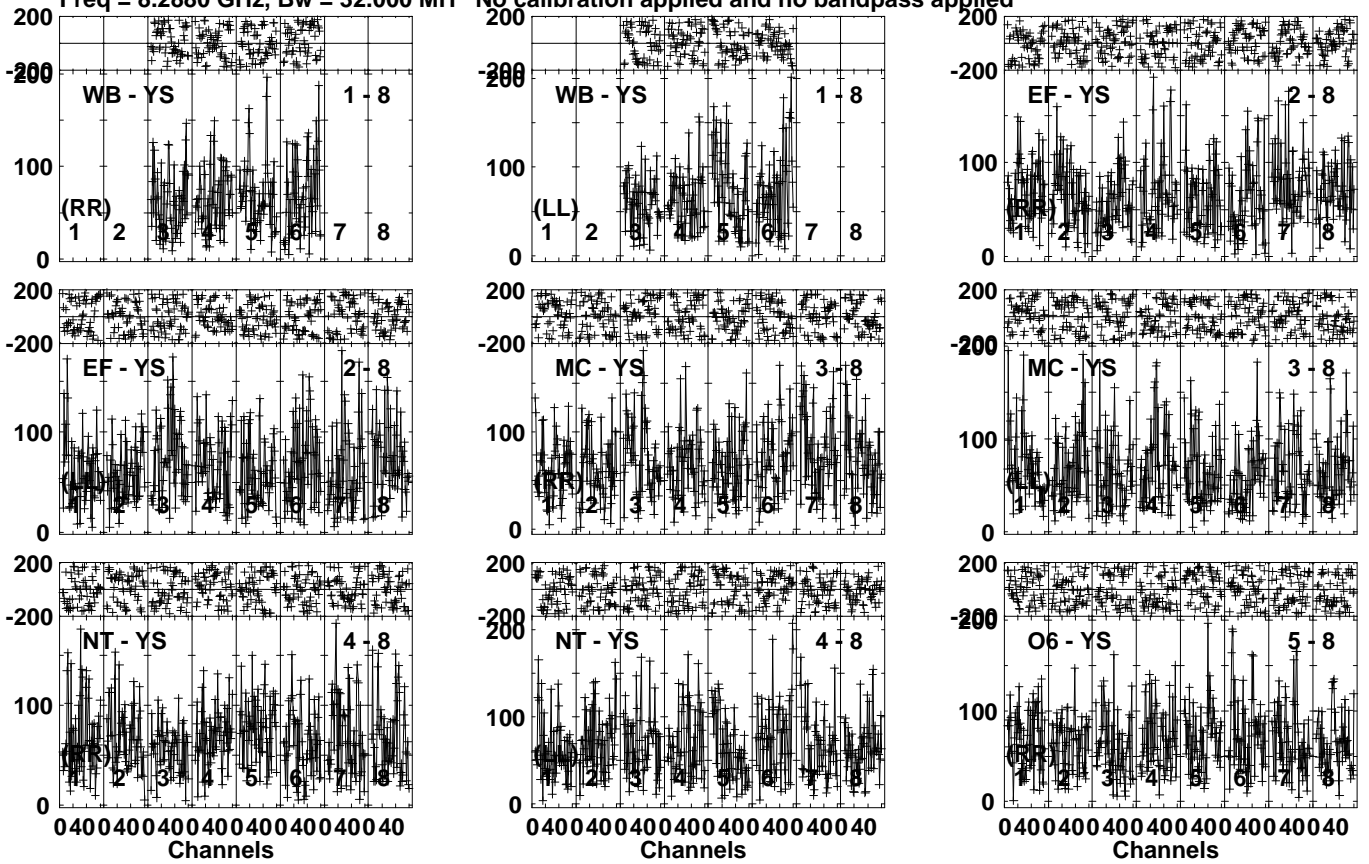 Freq = 8.2880 GHz, Bw = 32.000 MH No calibration applied and no bandpass applied
200 200 200
-200 -200 -200
200 200
WB - YS 1 - 8 WB - YS 1 - 8 EF - YS 2 - 8
100 100 100
(RR) (LL) (RR)
1 2 3 4 5 6 7 8 1 2 3 4 5 6 7 8 1 2 3 4 5 6 7 8
0 0 0
200 200 200
-200 -200 -200
200
EF - YS 2 - 8 MC - YS 3 - 8 MC - YS 3 - 8
100 100 100
(LL) (RR) (LL)
1 2 3 4 5 6 7 8 1 2 3 4 5 6 7 8 1 2 3 4 5 6 7 8
0 0 0
200 200 200
-200 -200 -200
200 200
NT - YS 4 - 8 NT - YS 4 - 8 O6 - YS 5 - 8
100 100 100
(RR) (LL) (RR)
1 2 3 4 5 6 7 8 1 2 3 4 5 6 7 8 1 2 3 4 5 6 7 8
0 0 0
0 40 0 40 0 40 0 40 0 40 0 40 0 40 0 40 0 40 0 40 0 40 0 40 0 40 0 40 0 40 0 40 0 40 0 40 0 40 0 40 0 40 0 40 0 40 0 40
Channels Channels Channels